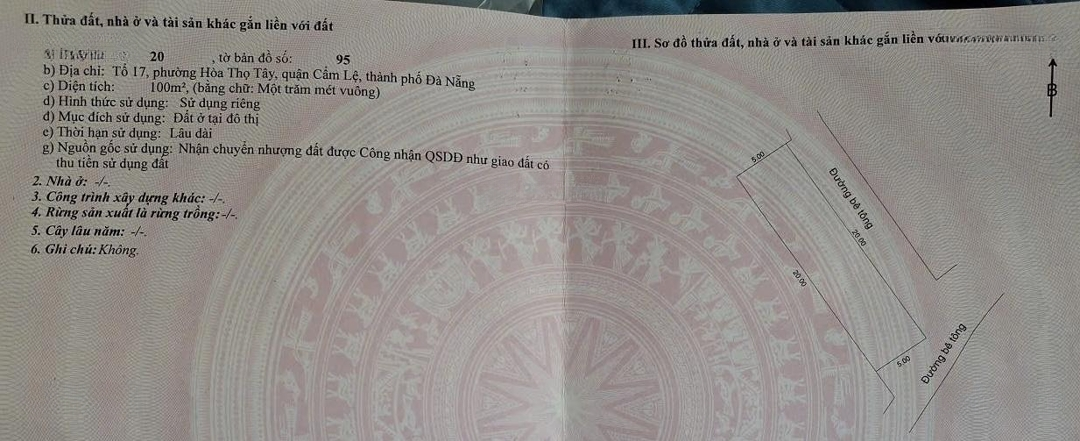 II. Thửa đất, nhà ở và tài sản khác gắn liền với đất
20 , tờ bản đồ số: 95
b) Địa chỉ: Tổ 17, phường Hòa Thọ Tây, quận Cẩm Lệ, thành phố Đà Nẵng
c) Diện tích: 100m², (bằng chữ: Một trăm mét vuông)
d) Hình thức sử dụng: Sử dụng riêng
đ) Mục đích sử dụng: Đất ở tại đô thị
e) Thời hạn sử dụng: Lâu dài
g) Nguồn gốc sử dụng: Nhận chuyển nhượng đất được Công nhận QSDĐ như giao đất có
thu tiền sử dụng đất
2. Nhà ở: -/-.
3. Công trình xây dựng khác: -/-.
4. Rừng sản xuất là rừng trồng: -/-.
5. Cây lâu năm: -/-.
6. Ghi chú: Không.
III. Sơ đồ thửa đất, nhà ở và tài sản khác gắn liền với
B
5.00
Đường bê tông
20.00
20.00
5.00
Đường bê tông